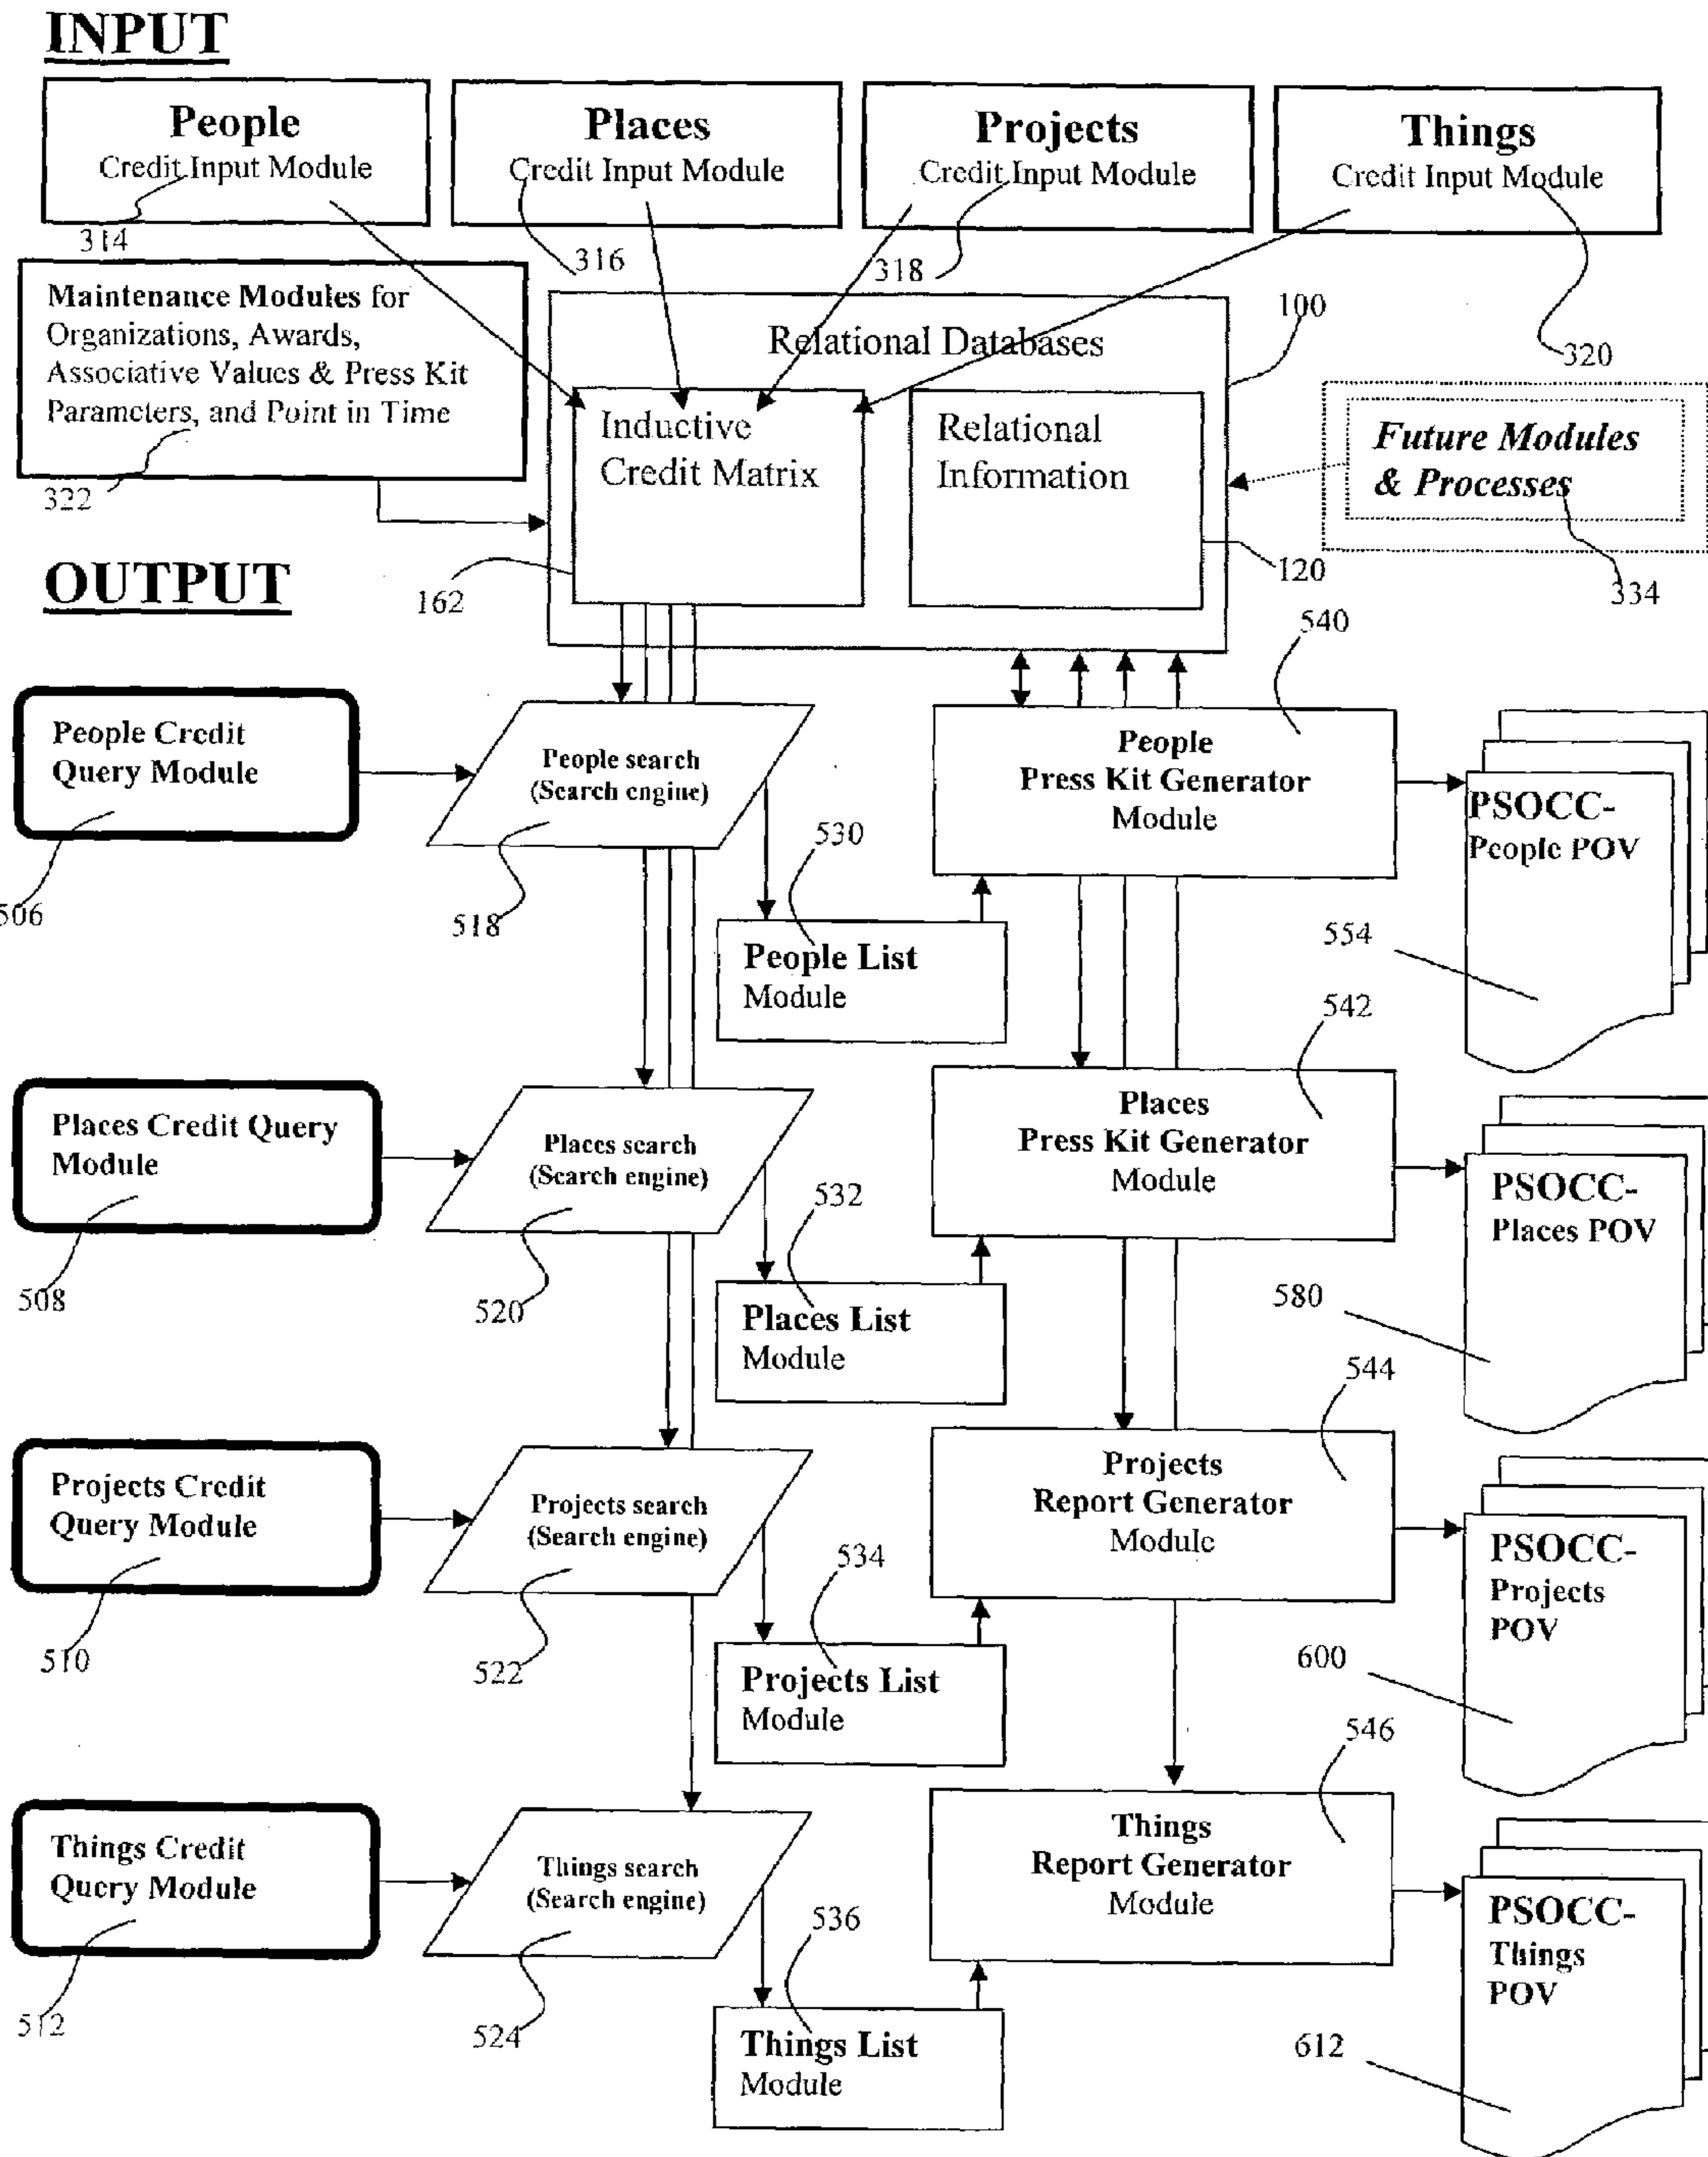 INPUT
People
Credit Input Module
314
Places
Credit Input Module
316
Projects
Credit Input Module
318
Things
Credit Input Module
320
Maintenance Modules for
Organizations, Awards,
Associative Values & Press Kit
Parameters, and Point in Time
322
Relational Databases
100
Inductive
Credit Matrix
162
Relational
Information
120
Future Modules
& Processes
334
OUTPUT
People Credit
Query Module
506
People search
(Search engine)
518
530
People List
Module
540
People
Press Kit Generator
Module
PSOCC-
People POV
554
Places Credit Query
Module
508
Places search
(Search engine)
520
532
Places List
Module
542
Places
Press Kit Generator
Module
PSOCC-
Places POV
580
Projects Credit
Query Module
510
Projects search
(Search engine)
522
534
Projects List
Module
544
Projects
Report Generator
Module
PSOCC-
Projects
POV
600
Things Credit
Query Module
512
Things search
(Search engine)
524
536
Things List
Module
546
Things
Report Generator
Module
PSOCC-
Things
POV
612